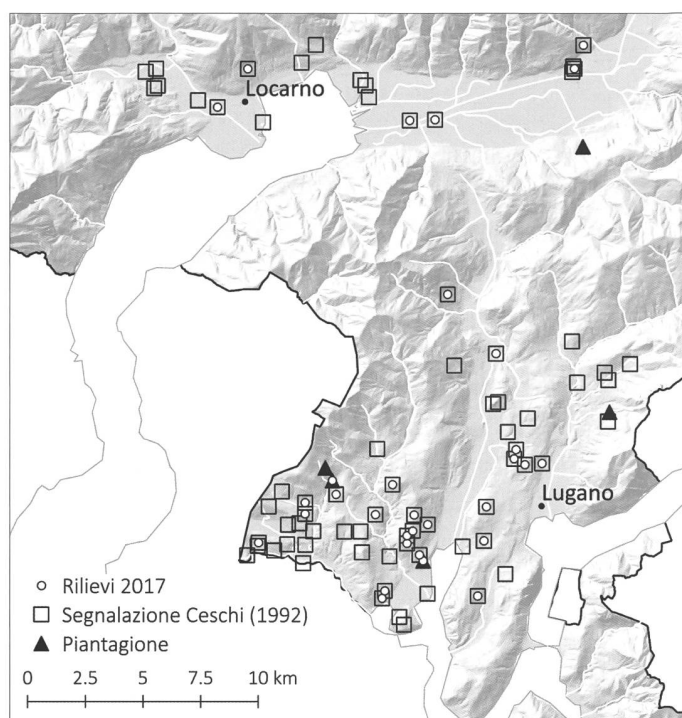 Locarno
Lugano
Rilievi 2017
Segnalazione Ceschi (1992)
Piantagione
0 2.5 5 7.5 10 km